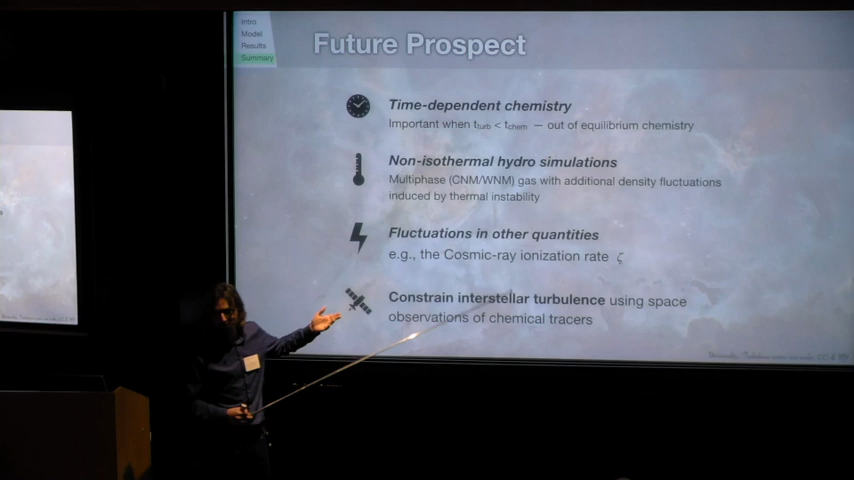 Intro
Model
Results
Summary
Future Prospect
Time-dependent chemistry
Important when tturb < tchem — out of equilibrium chemistry
Non-isothermal hydro simulations
Multiphase (CNM/WNM) gas with additional density fluctuations
induced by thermal instability
Fluctuations in other quantities
e.g., the Cosmic-ray ionization rate ζ
Constrain interstellar turbulence using space
observations of chemical tracers